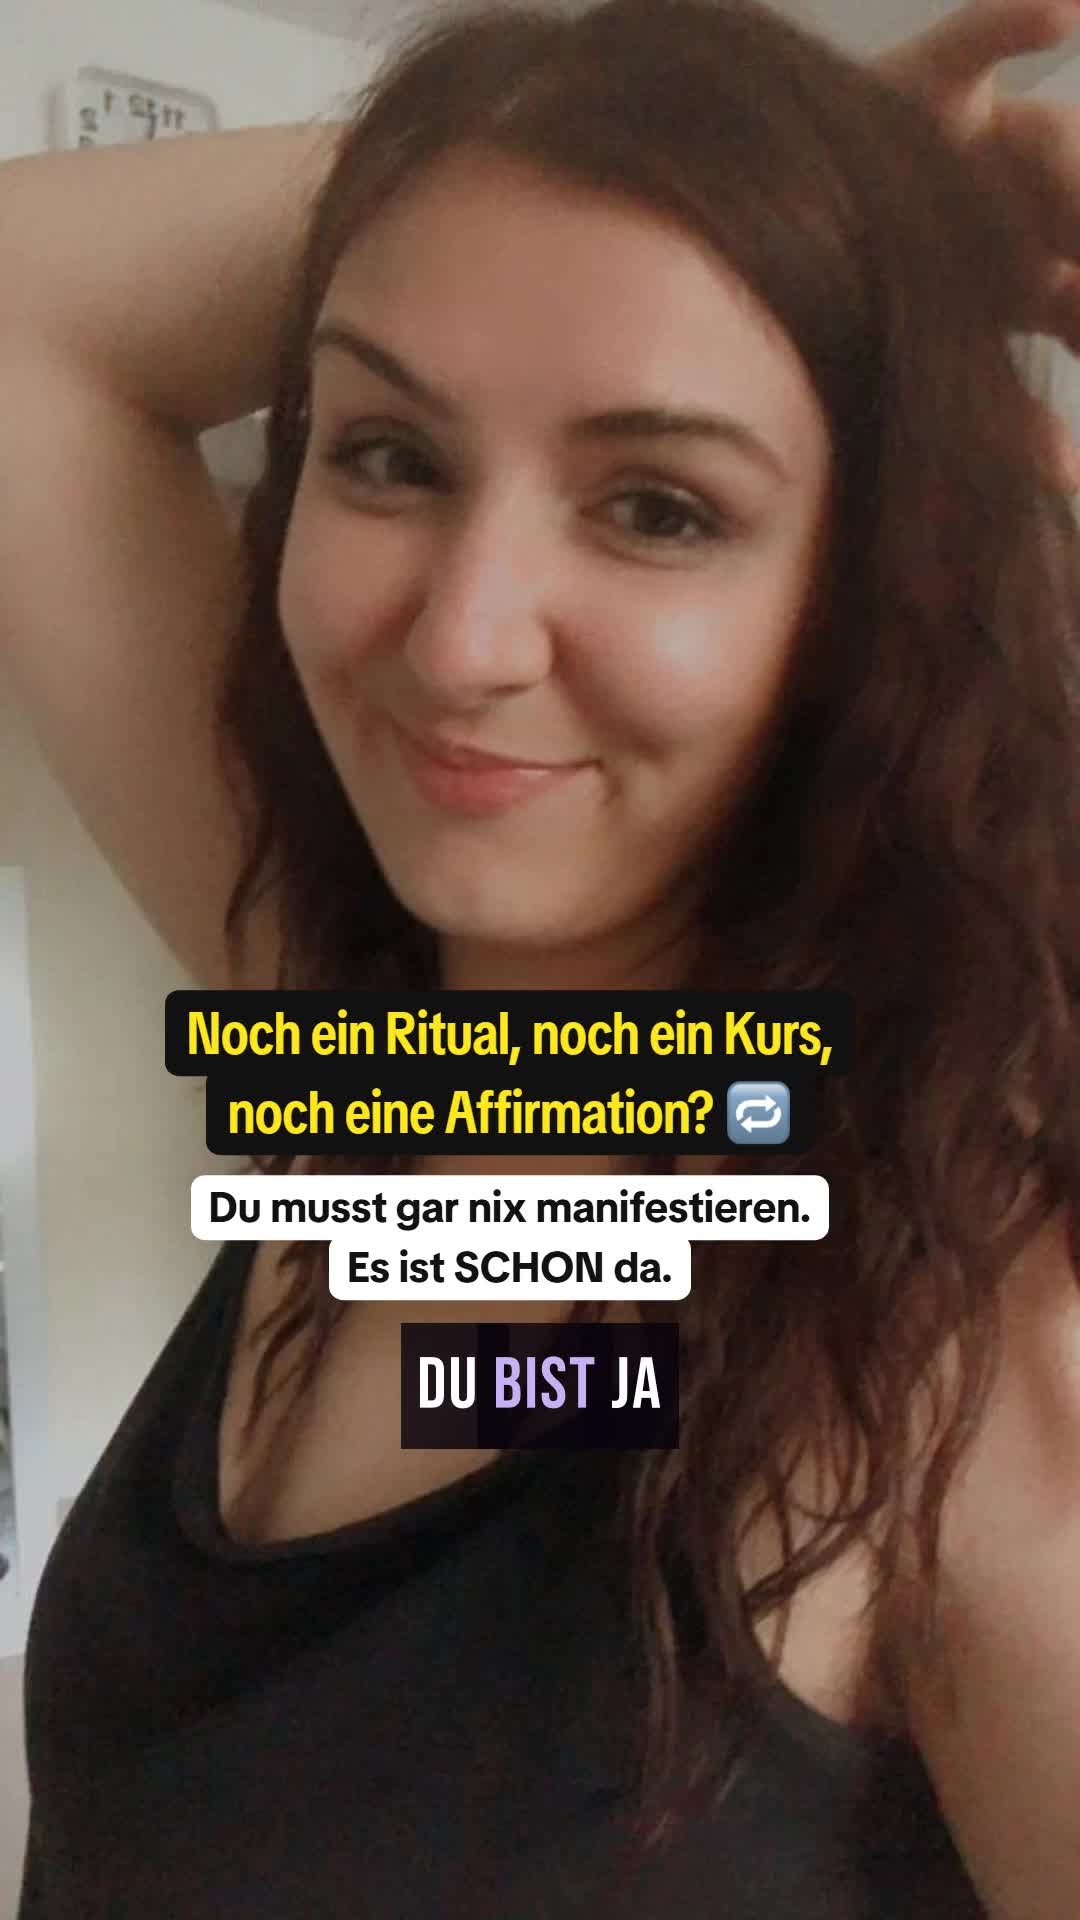 Noch ein Ritual, noch ein Kurs,
noch eine Affirmation? 🔁
Du musst gar nix manifestieren.
Es ist SCHON da.
DU BIST JA